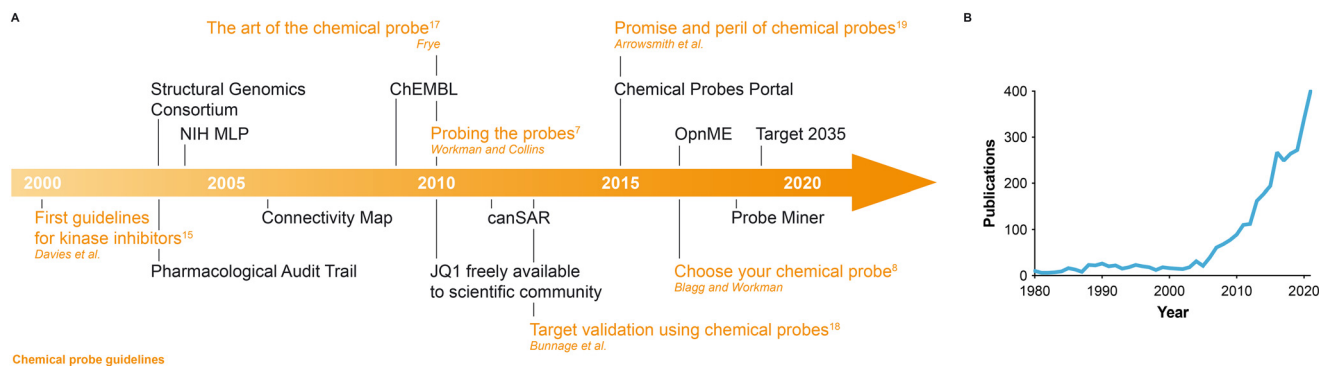 A
The art of the chemical probe17
Frye
Promise and peril of chemical probes19
Arrowsmith et al.
Structural Genomics
Consortium
ChEMBL
Chemical Probes Portal
NIH MLP
Probing the probes7
Workman and Collins
OpnME
Target 2035
2000
2005
2010
2015
2020
First guidelines
for kinase inhibitors15
Davies et al.
Connectivity Map
canSAR
Probe Miner
Pharmacological Audit Trail
JQ1 freely available
to scientific community
Choose your chemical probe8
Blagg and Workman
Target validation using chemical probes18
Bunnage et al.
Chemical probe guidelines
B
Publications
400
300
200
100
0
1980
1990
2000
2010
2020
Year